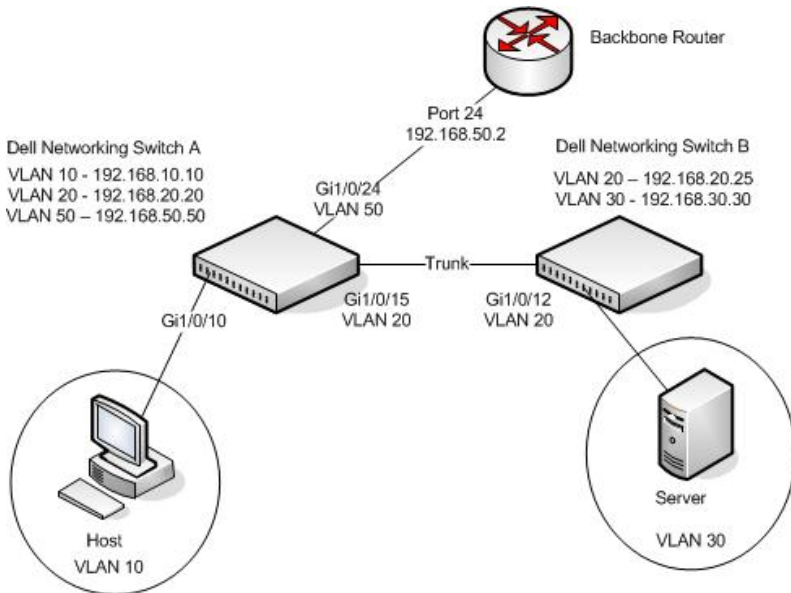 Backbone Router
Port 24
192.168.50.2
Dell Networking Switch A
VLAN 10 - 192.168.10.10
VLAN 20 - 192.168.20.20
VLAN 50 – 192.168.50.50
Dell Networking Switch B
VLAN 20 – 192.168.20.25
VLAN 30 - 192.168.30.30
Gi1/0/24
VLAN 50
Trunk
Gi1/0/15
VLAN 20
Gi1/0/12
VLAN 20
Gi1/0/10
Host
VLAN 10
Server
VLAN 30